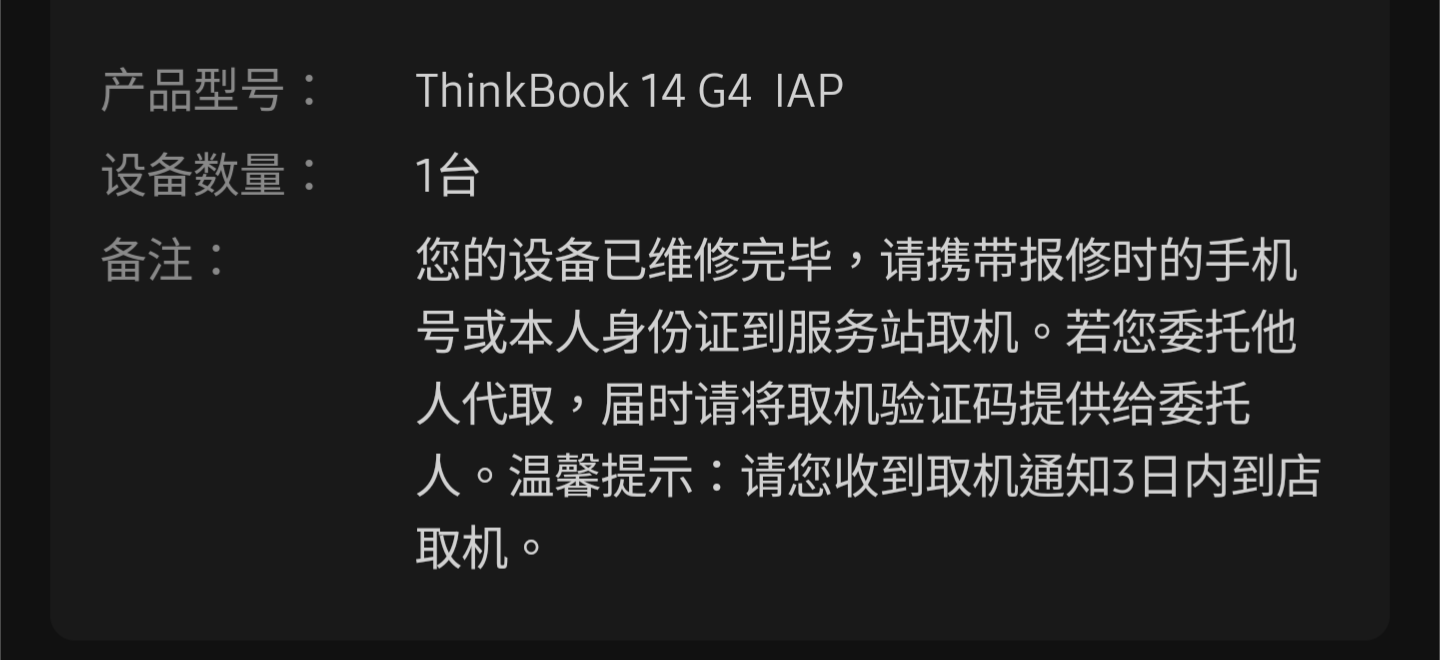 产品型号： ThinkBook 14 G4  IAP
设备数量： 1台
备注： 您的设备已维修完毕，请携带报修时的手机
号或本人身份证到服务站取机。若您委托他
人代取，届时请将取机验证码提供给委托
人。温馨提示：请您收到取机通知3日内到店
取机。